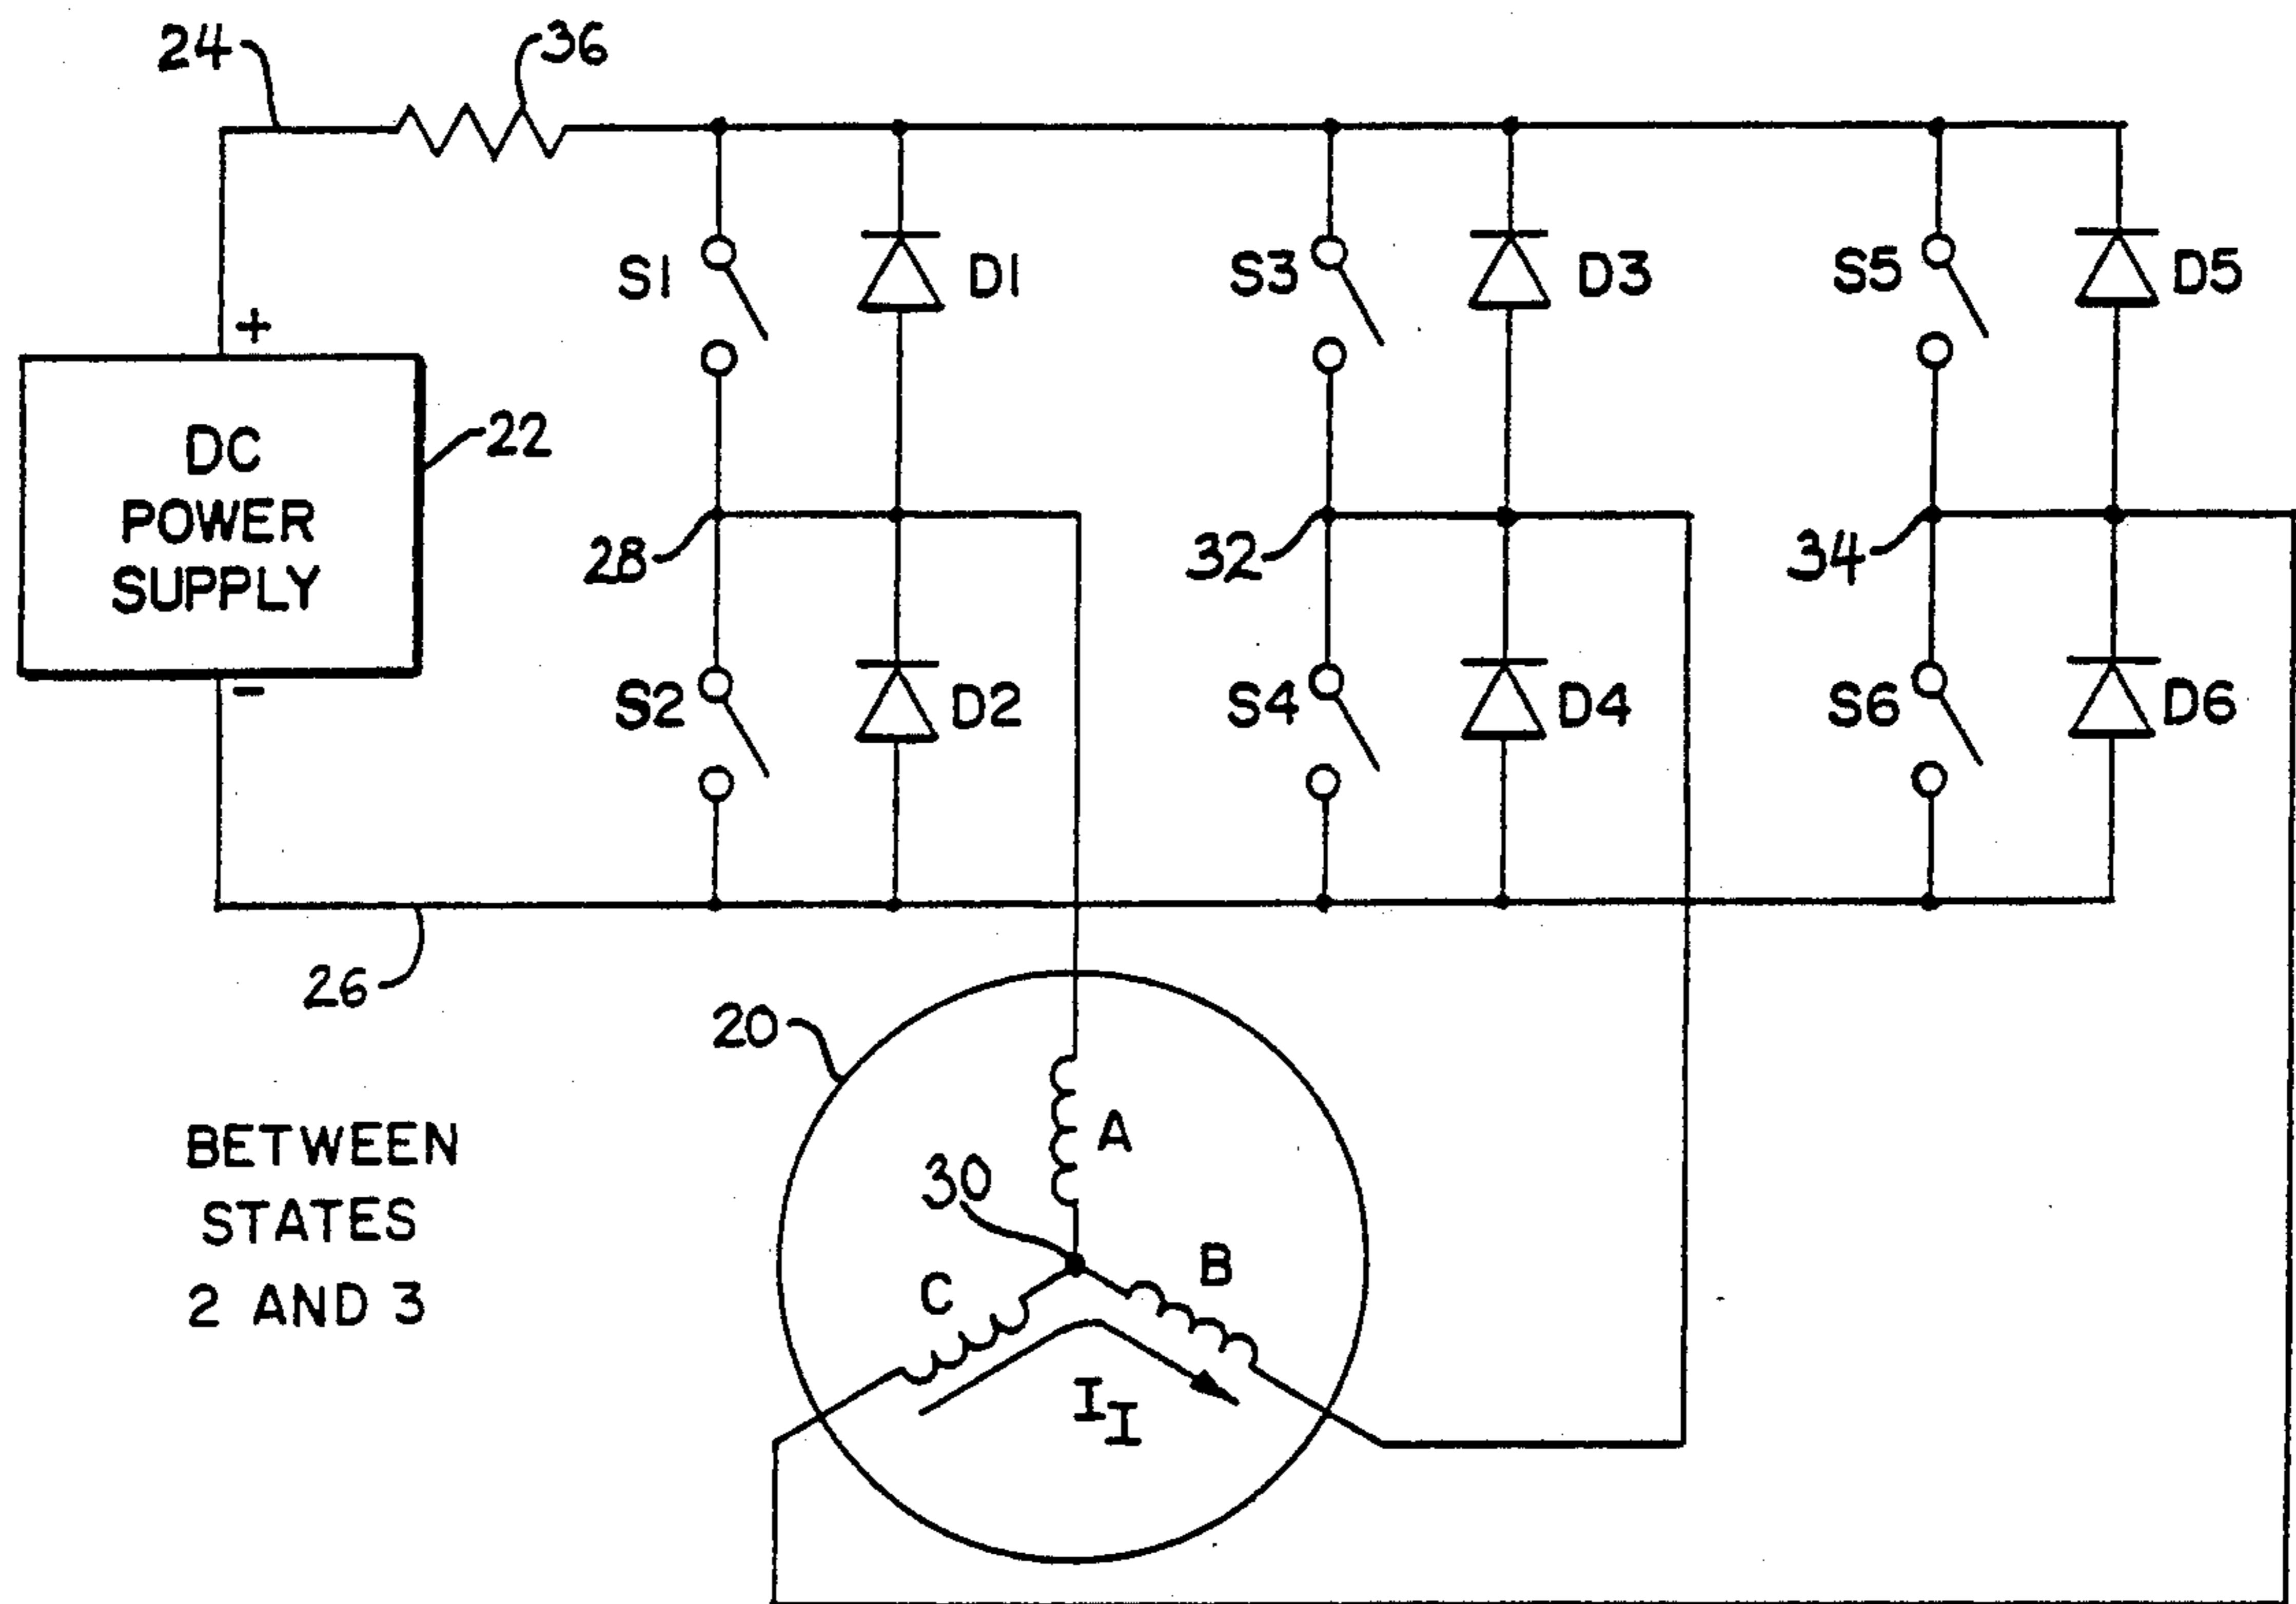 24
36
+
S1
D1
S3
D3
S5
D5
DC
POWER
SUPPLY
22
28
32
34
-
S2
D2
S4
D4
S6
D6
26
20
A
30
B
C
I_I
BETWEEN
STATES
2 AND 3